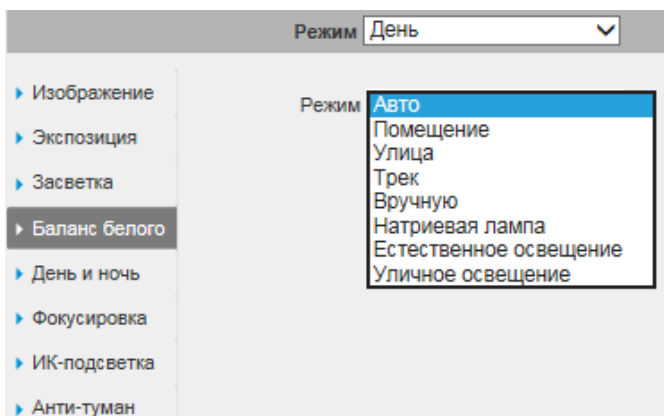 Режим День
Изображение
Экспозиция
Засветка
Баланс белого
День и ночь
Фокусировка
ИК-подсветка
Анти-туман
Режим Авто
Помещение
Улица
Трек
Вручную
Натриевая лампа
Естественное освещение
Уличное освещение